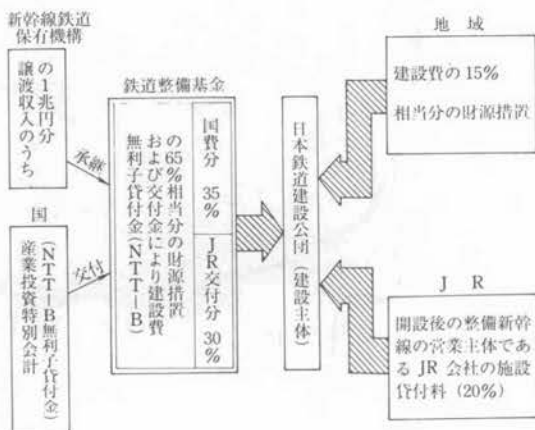 新幹線鉄道
保有機構
譲渡収入のうち
の1兆円分
承継
国
産業投資特別会計
(NTT―B無利子貸付金)
交付
鉄道整備基金
無利子貸付金(NTT―B)
および交付金により建設費
の65%相当分の財源措置
国費分 35%
JR交付分 30%
日本鉄道建設公団(建設主体)
地域
建設費の15%
相当分の財源措置
JR
開設後の整備新幹
線の営業主体であ
るJR会社の施設
貸付料(20%)